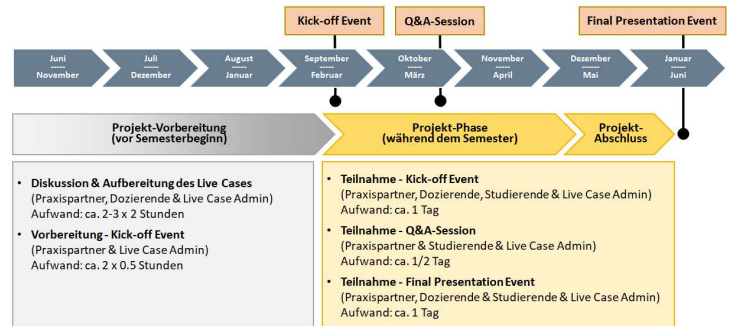 Kick-off Event
Q&A-Session
Final Presentation Event
Juni
-----
November
Juli
-----
Dezember
August
-----
Januar
September
-----
Februar
Oktober
-----
März
November
-----
April
Dezember
-----
Mai
Januar
-----
Juni
Projekt-Vorbereitung
(vor Semesterbeginn)
Projekt-Phase
(während dem Semester)
Projekt-
Abschluss
• Diskussion & Aufbereitung des Live Cases
(Praxispartner, Dozierende & Live Case Admin)
Aufwand: ca. 2-3 x 2 Stunden
• Vorbereitung - Kick-off Event
(Praxispartner & Live Case Admin)
Aufwand: ca. 2 x 0.5 Stunden
• Teilnahme - Kick-off Event
(Praxispartner, Dozierende, Studierende & Live Case Admin)
Aufwand: ca. 1 Tag
• Teilnahme - Q&A-Session
(Praxispartner & Studierende & Live Case Admin)
Aufwand: ca. 1/2 Tag
• Teilnahme - Final Presentation Event
(Praxispartner, Dozierende & Studierende & Live Case Admin)
Aufwand: ca. 1 Tag